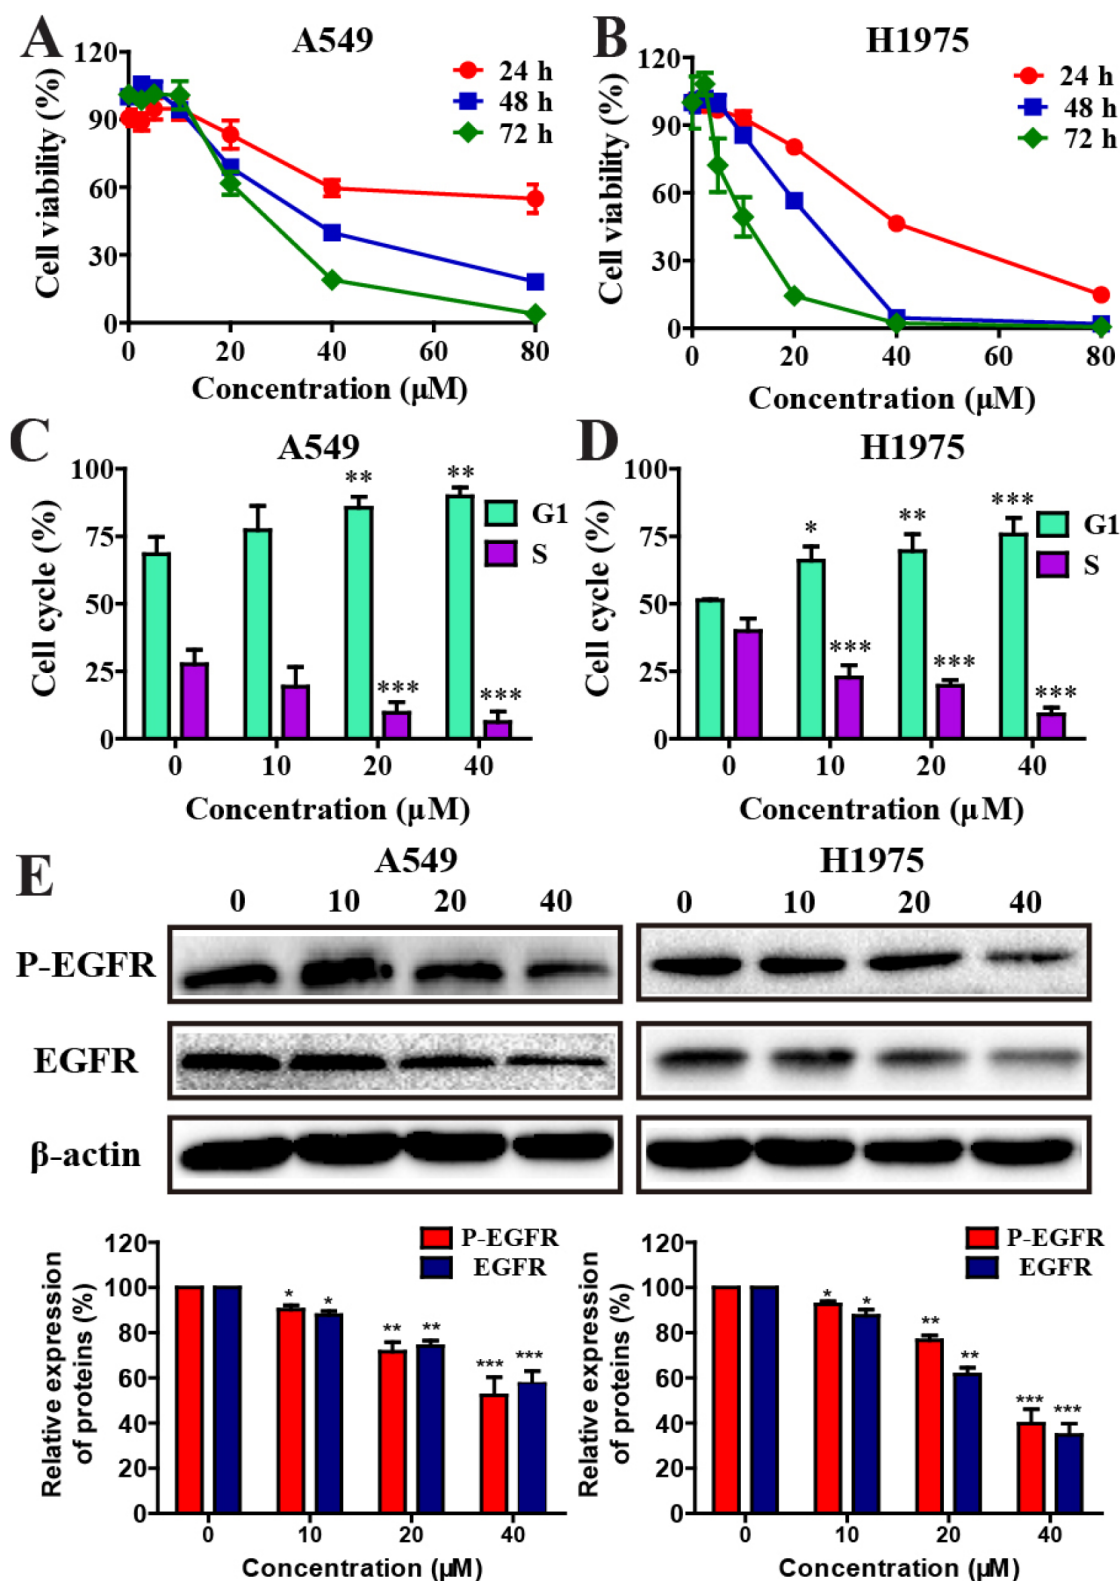 A
A549
Cell viability (%)
120
90
60
30
0
0 20 40 60 80
Concentration (μM)
24 h
48 h
72 h
B
H1975
Cell viability (%)
120
90
60
30
0
0 20 40 60 80
Concentration (μM)
24 h
48 h
72 h
C
A549
Cell cycle (%)
100
75
50
25
0
** **
*** ***
G1
S
0 10 20 40
Concentration (μM)
D
H1975
Cell cycle (%)
100
75
50
25
0
* ** ***
*** *** ***
G1
S
0 10 20 40
Concentration (μM)
E
A549 H1975
0 10 20 40 0 10 20 40
P-EGFR
EGFR
β-actin
Relative expression
of proteins (%)
120
100
80
60
40
20
0
P-EGFR
EGFR
* * ** ** *** ***
0 10 20 40
Concentration (μM)
Relative expression
of proteins (%)
120
100
80
60
40
20
0
P-EGFR
EGFR
* * ** ** *** ***
0 10 20 40
Concentration (μM)